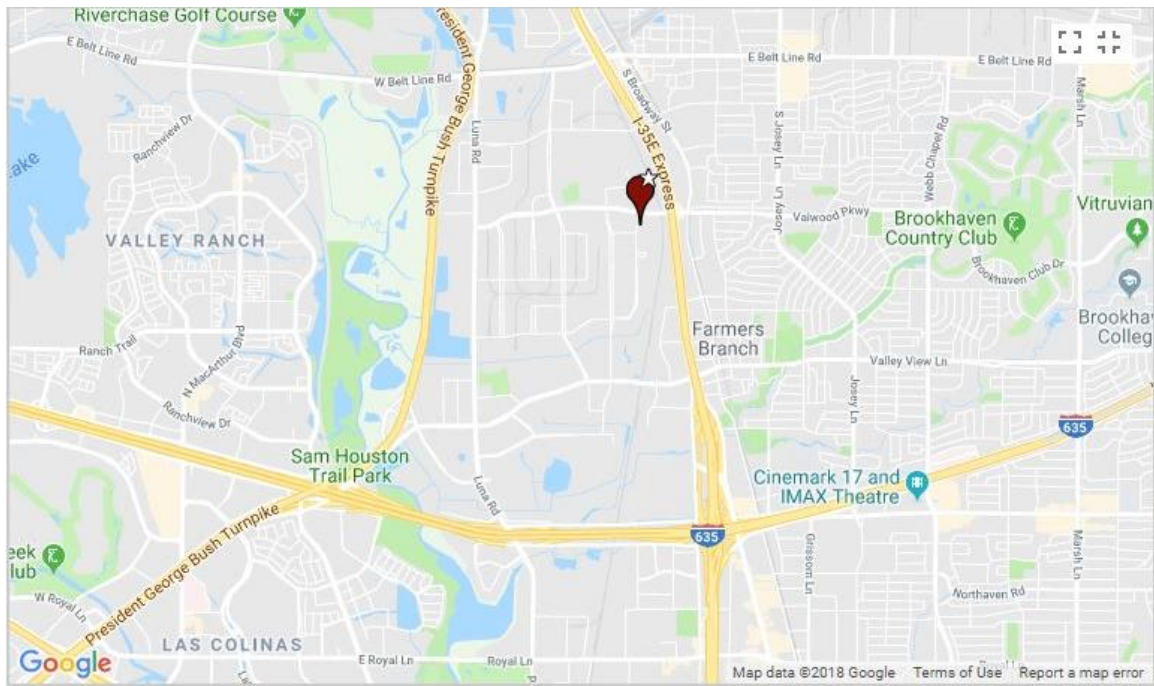 Riverchase Golf Course
E Belt Line Rd
W Belt Line Rd
President George Bush Turnpike
S Broadway St
I-35E Express
E Belt Line Rd
E Belt Line Rd
Marsh Ln
Ranchview Dr
Luna Rd
S Josey Ln
Webb Chapel Rd
Lake
VALLEY RANCH
Josey Ln
Valwood Pkwy
Brookhaven
Country Club
Vitruvian
Brookhaven Club Dr
Ranch Trail
N MacArthur Blvd
Farmers
Branch
Brookhav
Colleg
Valley View Ln
Ranchview Dr
Josey Ln
635
Sam Houston
Trail Park
Luna Rd
Cinemark 17 and
IMAX Theatre
635
President George Bush Turnpike
eek
lub
Grissom Ln
Marsh Ln
Northaven Rd
W Royal Ln
LAS COLINAS
E Royal Ln
Royal Ln
Google
Map data ©2018 Google
Terms of Use
Report a map error